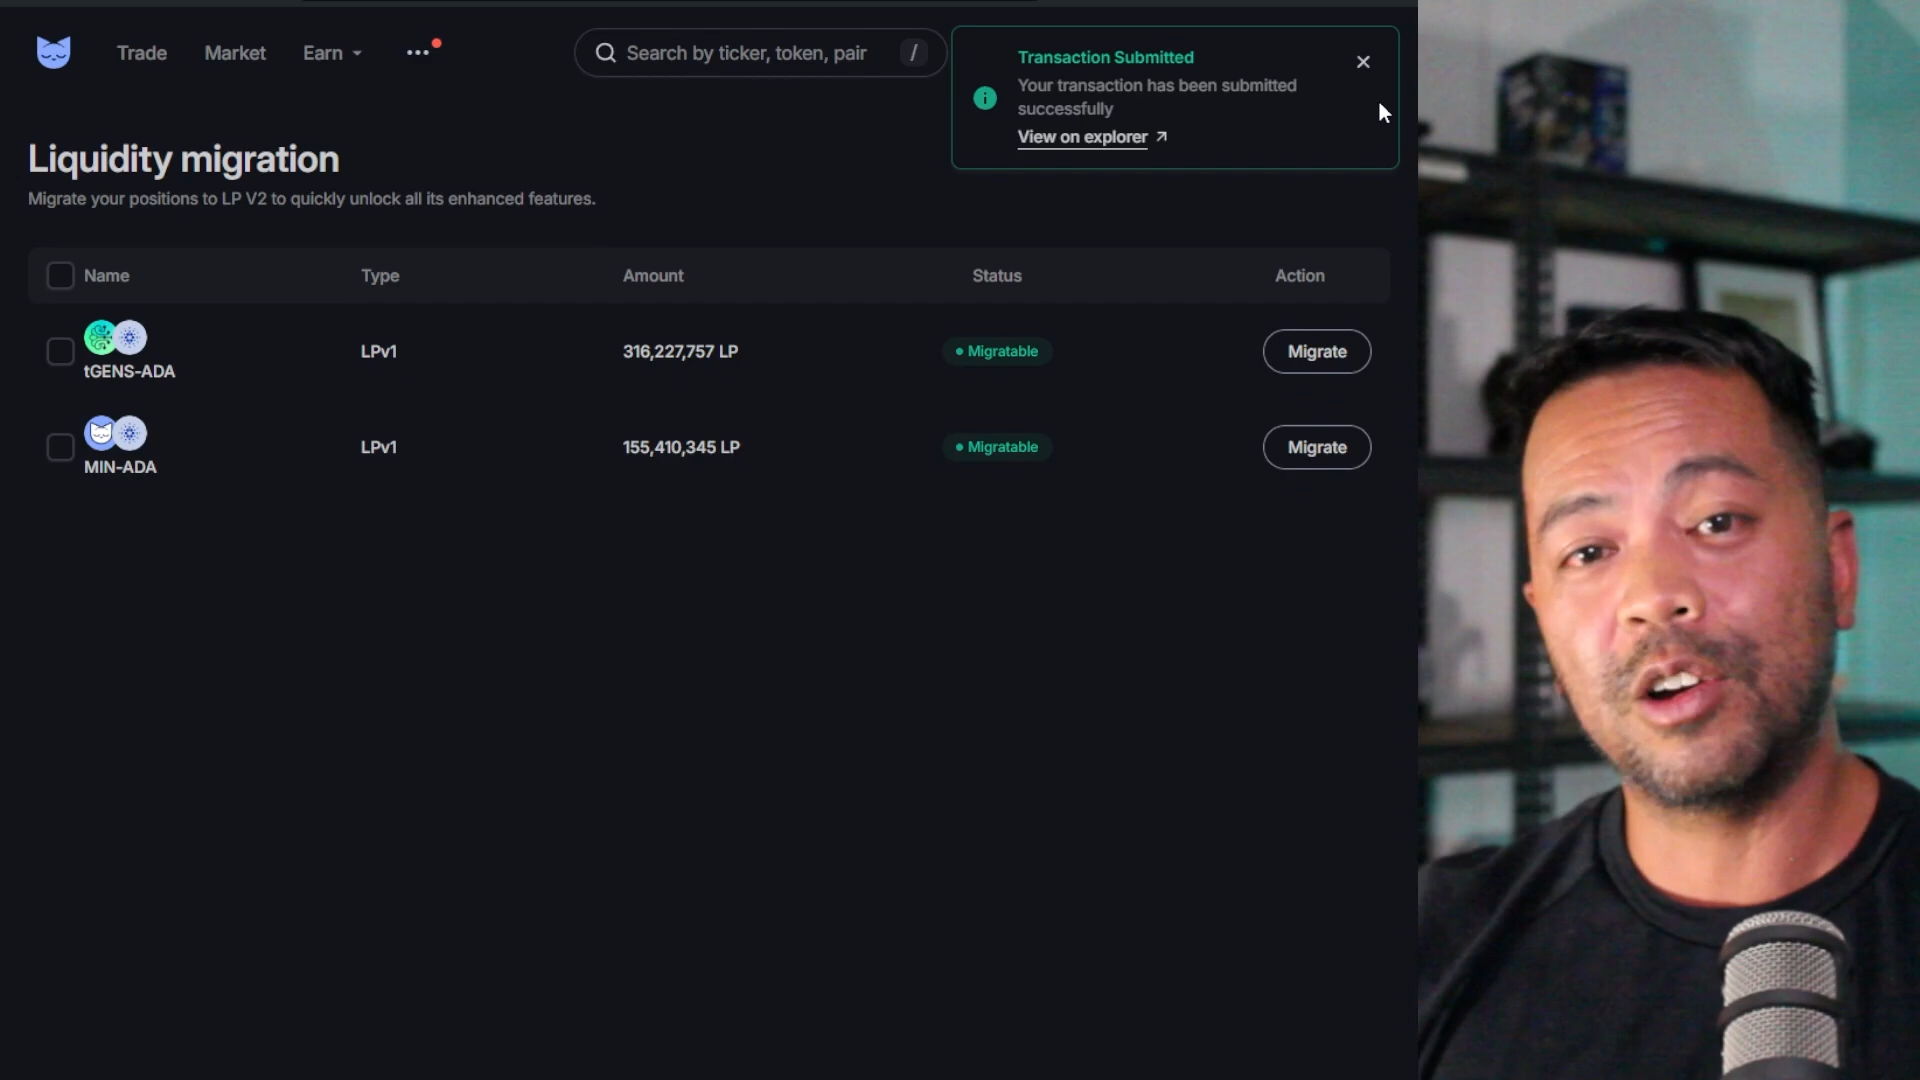 Trade
Market
Earn
Search by ticker, token, pair
/
Transaction Submitted
Your transaction has been submitted
successfully
View on explorer
Liquidity migration
Migrate your positions to LP V2 to quickly unlock all its enhanced features.
Name Type Amount Status Action
tGENS-ADA LPv1 316,227,757 LP Migratable Migrate
MIN-ADA LPv1 155,410,345 LP Migratable Migrate